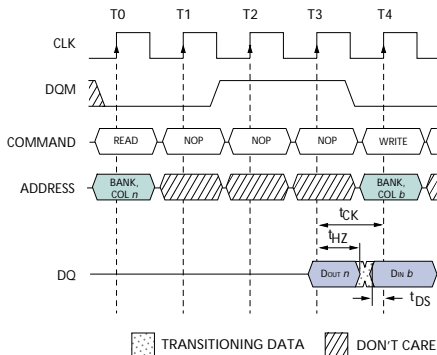 T0 T1 T2 T3 T4
CLK
DQM
COMMAND READ NOP NOP NOP WRITE
ADDRESS BANK, COL n BANK, COL b
tCK
tHZ
DQ DOUT n DIN b
tDS
TRANSITIONING DATA DON'T CARE